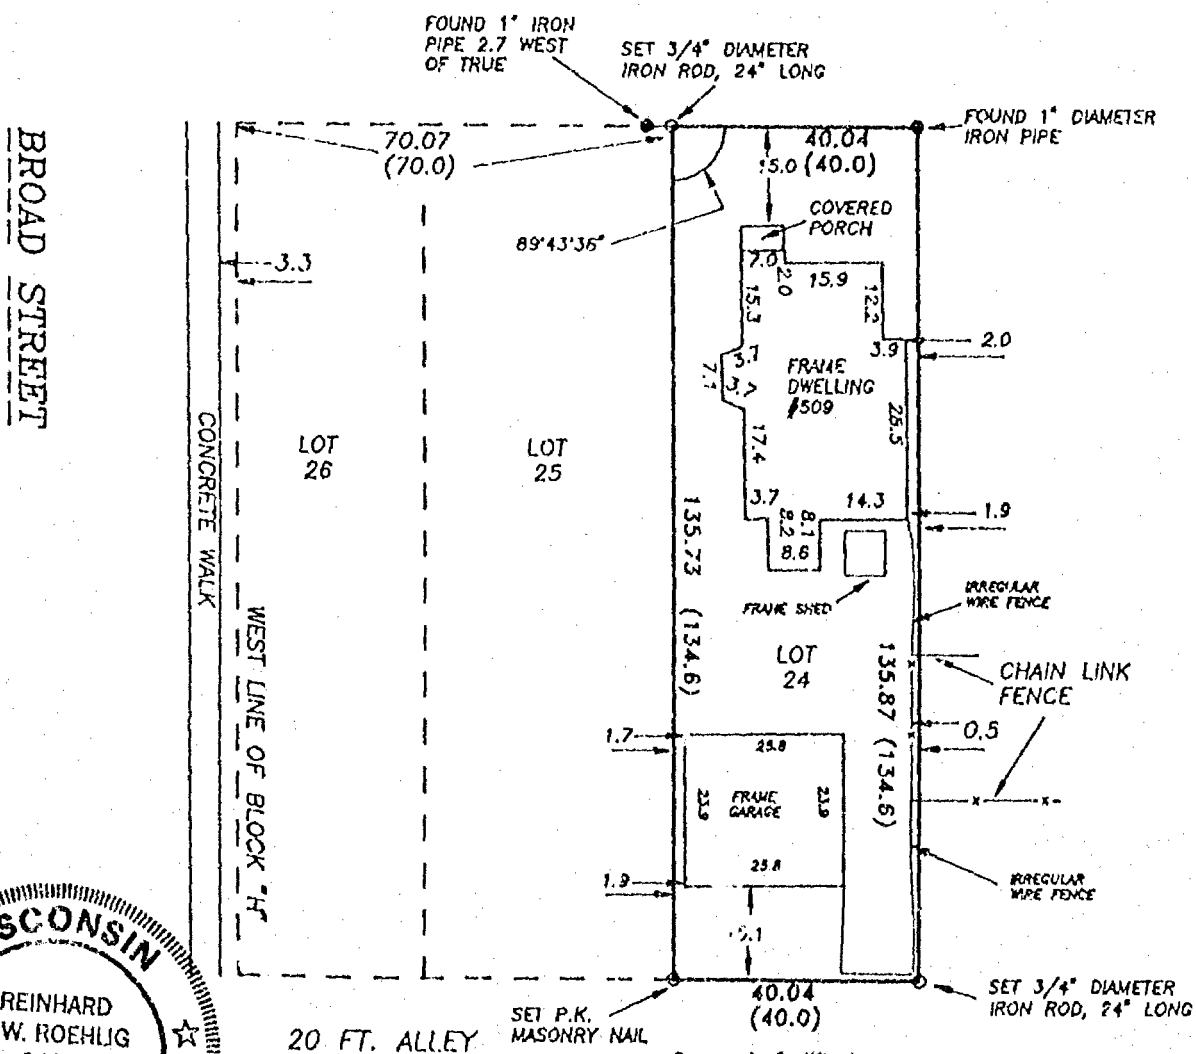 FOUND 1" IRON
PIPE 2.7 WEST
OF TRUE
SET 3/4" DIAMETER
IRON ROD, 24" LONG
FOUND 1" DIAMETER
IRON PIPE
70.07
(70.0)
40.04
(40.0)
15.0
COVERED
PORCH
89°43'36"
BROAD STREET
3.3
7.0
2.0
15.9
15.3
12.2
3.9
2.0
3.7
7.1
3.7
FRAME
DWELLING
#509
25.5
17.4
LOT
26
LOT
25
CONCRETE WALK
3.7
14.3
8.2
8.1
8.6
1.9
135.73 (134.6)
FRAME SHED
IRREGULAR
WIRE FENCE
LOT
24
135.87 (134.6)
CHAIN LINK
FENCE
WEST LINE OF BLOCK "H"
1.7
25.8
0.5
23.9
FRAME
GARAGE
23.9
25.8
1.9
IRREGULAR
WIRE FENCE
15.1
SCONSIN
REINHARD
W. ROEHLIG
SET P.K.
MASONRY NAIL
40.04
(40.0)
SET 3/4" DIAMETER
IRON ROD, 24" LONG
20 FT. ALLEY